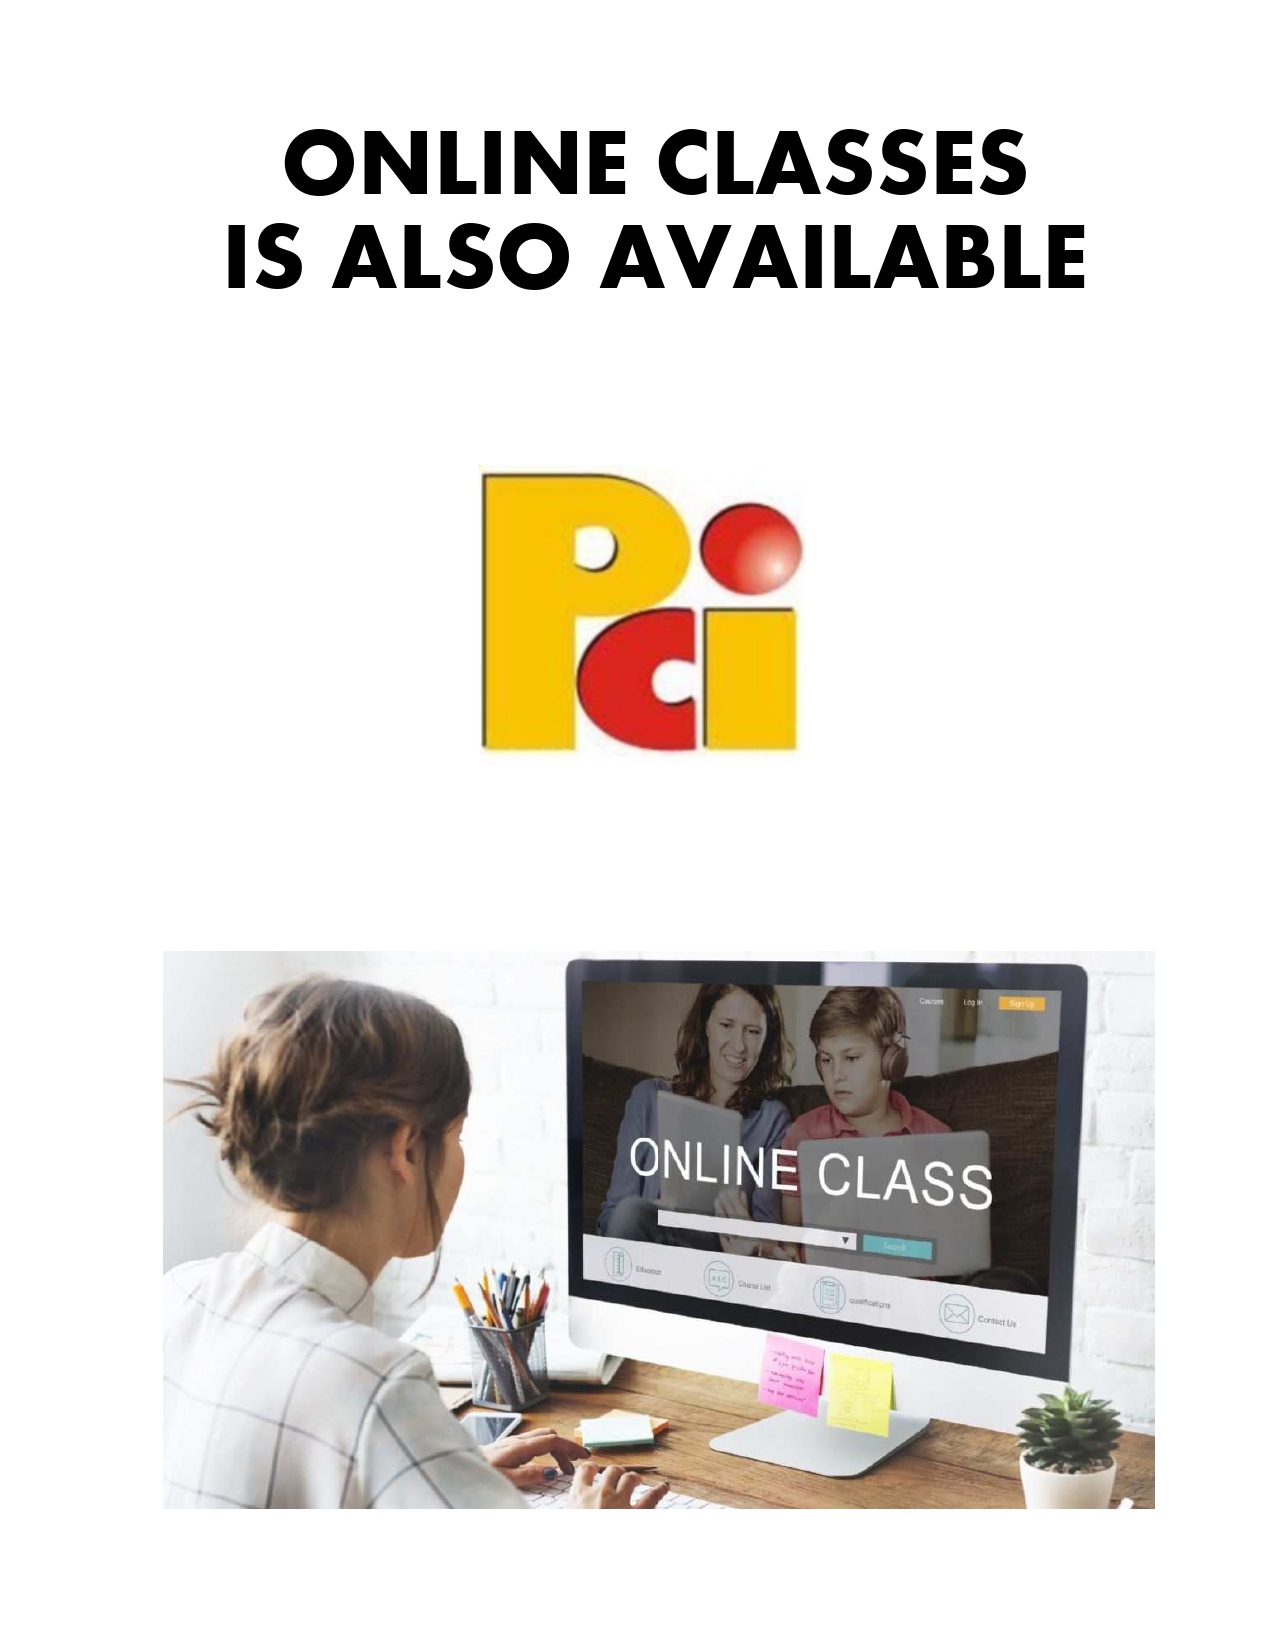 ONLINE CLASSES
IS ALSO AVAILABLE
Pci
Courses Log In Sign Up
ONLINE CLASS
Search
Education
Course List
qualifications
Contact Us